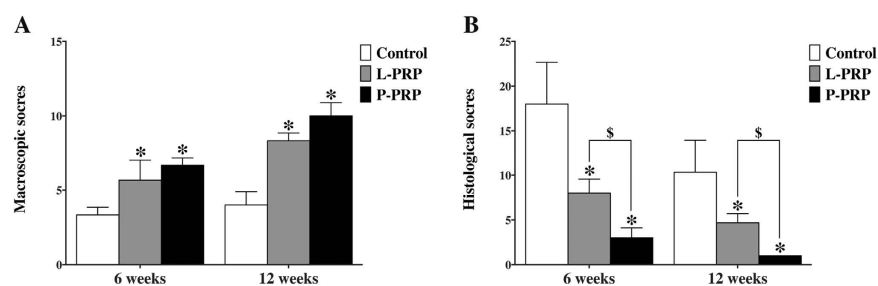 A
Macroscopic socres
15
10
5
0
* * * *
6 weeks 12 weeks
Control
L-PRP
P-PRP
B
Histological socres
25
20
15
10
5
0
$ $
* * * *
6 weeks 12 weeks
Control
L-PRP
P-PRP